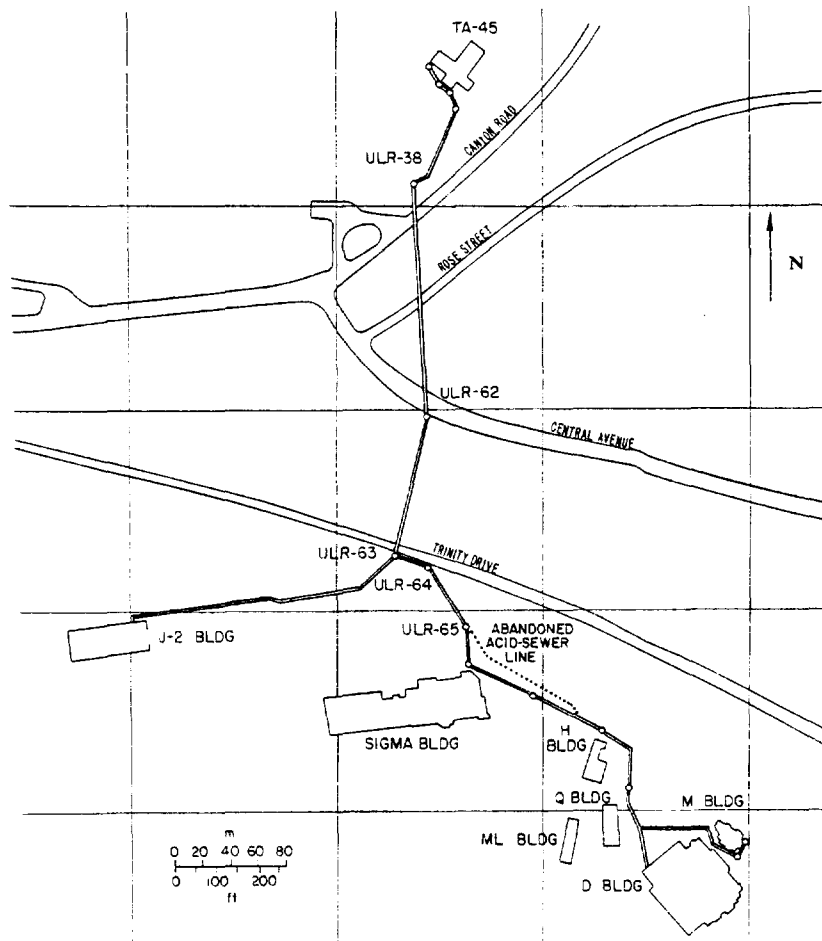 TA-45
CANYON ROAD
ULR-38
ROSE STREET
N
ULR-62
CENTRAL AVENUE
ULR-63
TRINITY DRIVE
ULR-64
ULR-65
ABANDONED
ACID-SEWER
LINE
J-2 BLDG
SIGMA BLDG
H
BLDG
Q BLDG
M BLDG
ML BLDG
D BLDG
m
0 20 40 60 80
0 100 200
ft